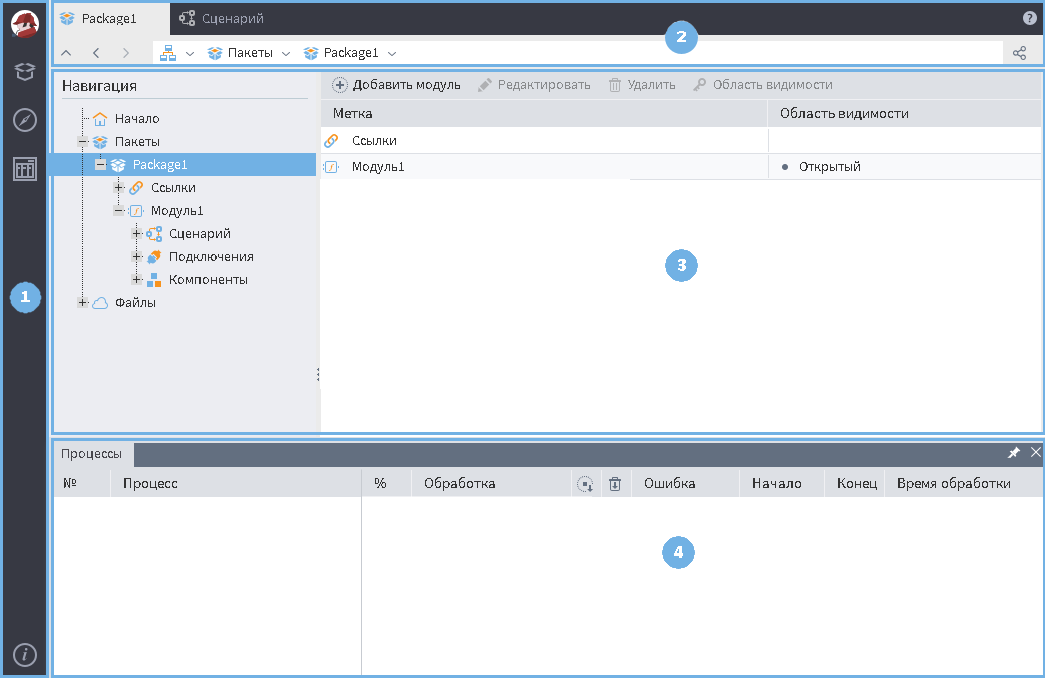 Package1
Сценарий
?
Пакеты
Package1
2
Навигация
Начало
Пакеты
Package1
Ссылки
Модуль1
Сценарий
Подключения
Компоненты
Файлы
1
Добавить модуль
Редактировать
Удалить
Область видимости
Метка
Область видимости
Ссылки
Модуль1
Открытый
3
Процессы
№
Процесс
%
Обработка
Ошибка
Начало
Конец
Время обработки
4
i